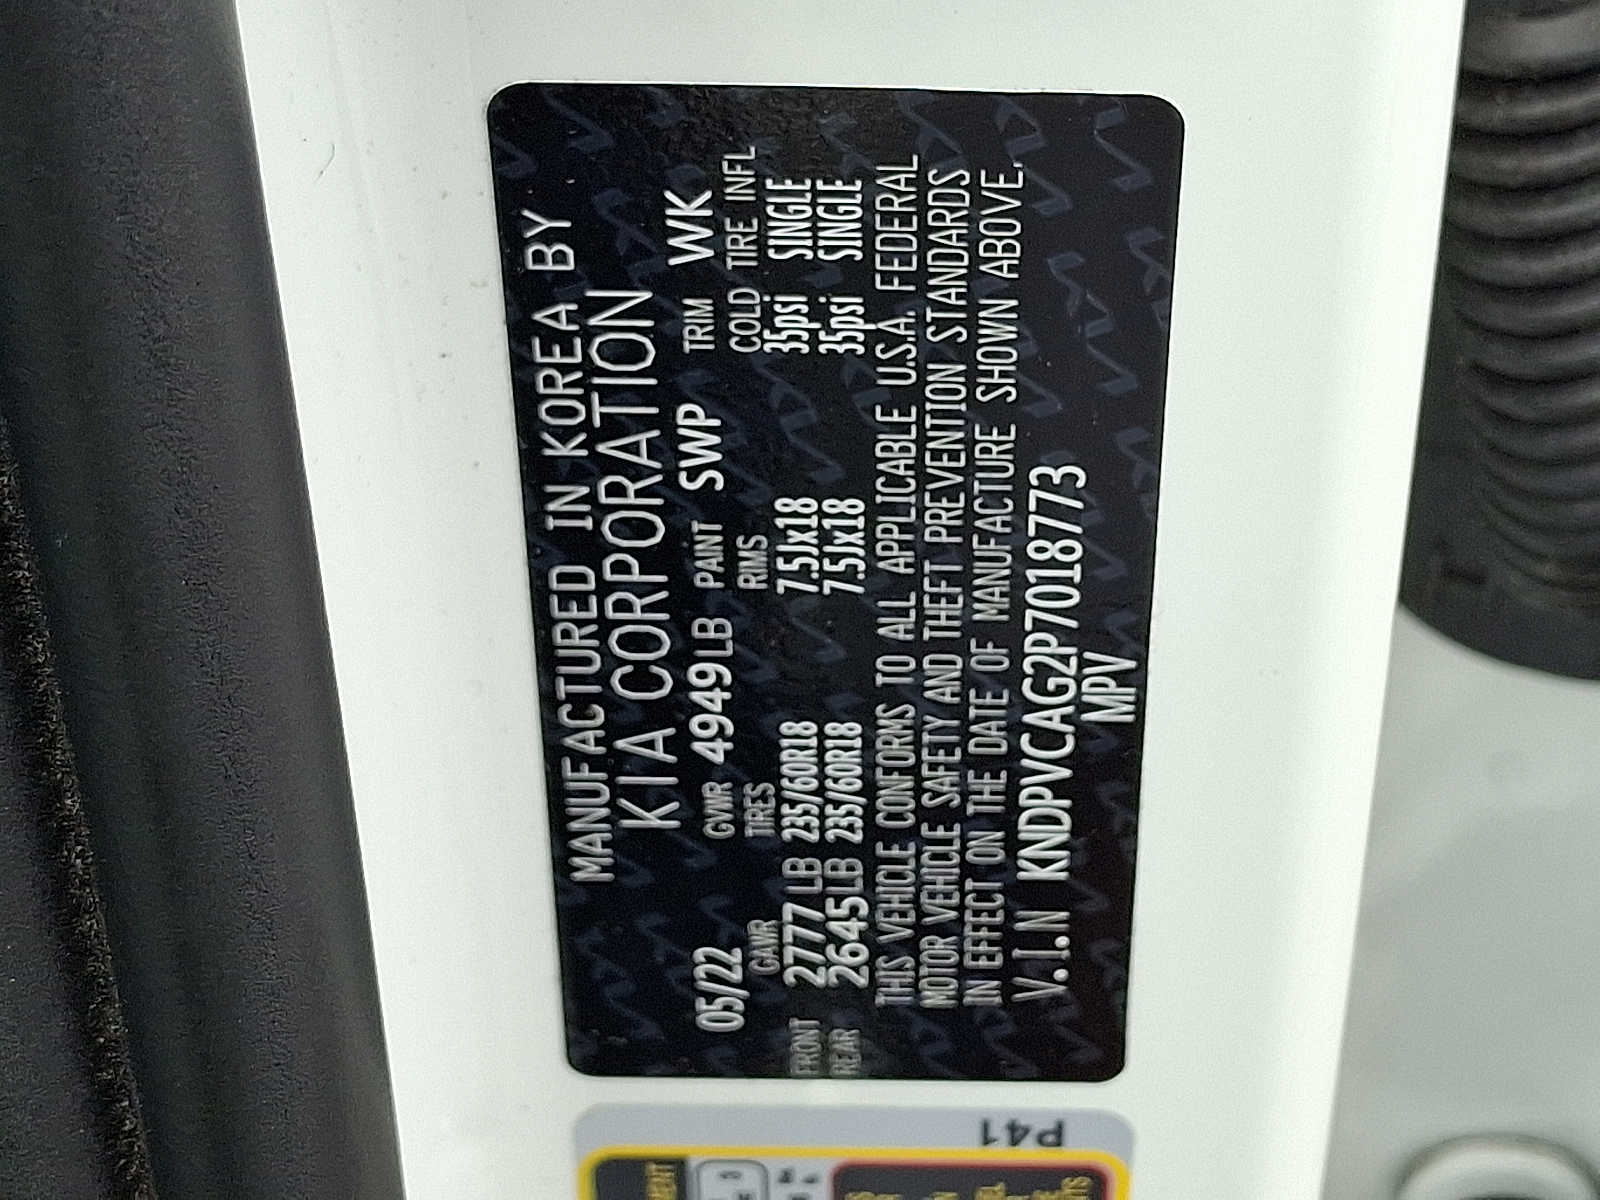 MANUFACTURED IN KOREA BY
KIA CORPORATION
05/22 GVWR 4949LB PAINT SWP TRIM WK
GAWR TIRES RIMS COLD TIRE INFL
FRONT 2777 LB 235/60R18 7.5Jx18 35psi SINGLE
REAR 2645LB 235/60R18 7.5Jx18 35psi SINGLE
THIS VEHICLE CONFORMS TO ALL APPLICABLE U.S.A. FEDERAL
MOTOR VEHICLE SAFETY AND THEFT PREVENTION STANDARDS
IN EFFECT ON THE DATE OF MANUFACTURE SHOWN ABOVE.
V.I.N KNDPVCAG2P7018773
MPV
P41